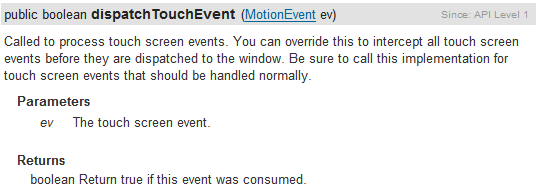 public boolean dispatchTouchEvent (MotionEvent ev) Since: API Level 1
Called to process touch screen events. You can override this to intercept all touch screen
events before they are dispatched to the window. Be sure to call this implementation for
touch screen events that should be handled normally.
Parameters
ev The touch screen event.
Returns
boolean Return true if this event was consumed.